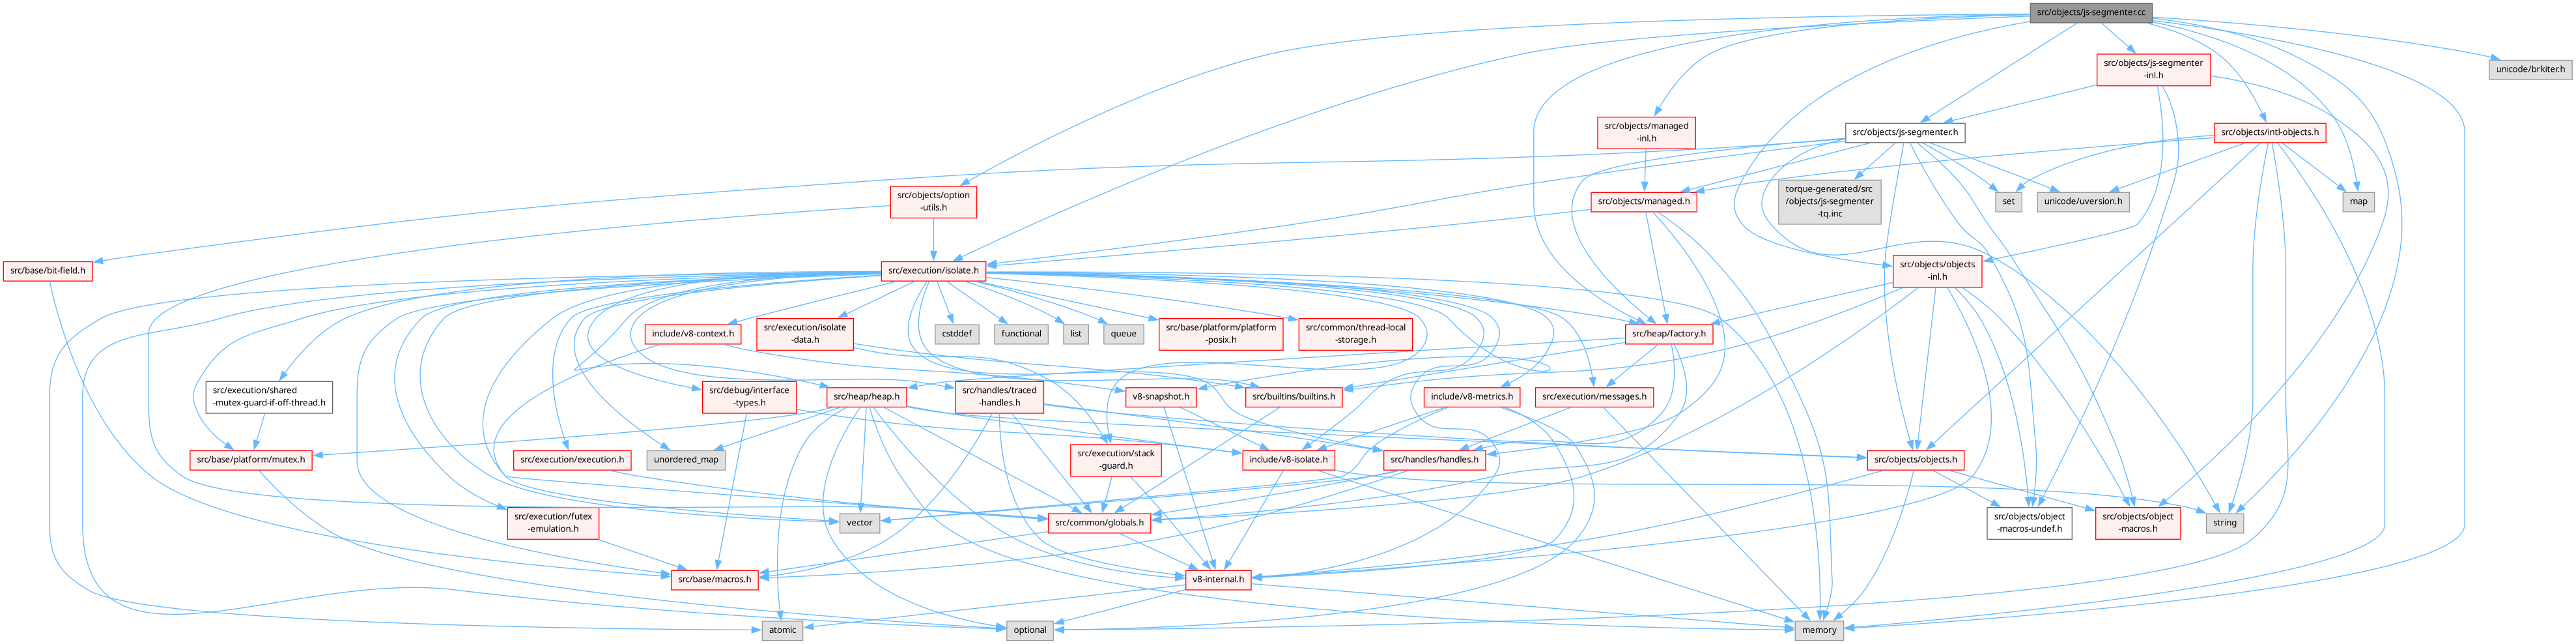 src/objects/js-segmenter.cc
src/objects/js-segmenter
-inl.h
unicode/brkiter.h
src/objects/managed
-inl.h
src/objects/js-segmenter.h
src/objects/intl-objects.h
src/objects/option
-utils.h
torque-generated/src
/objects/js-segmenter
-tq.inc
src/objects/managed.h
set
unicode/uversion.h
map
src/base/bit-field.h
src/execution/isolate.h
src/objects/objects
-inl.h
include/v8-context.h
src/execution/isolate
-data.h
cstddef
functional
list
queue
src/base/platform/platform
-posix.h
src/common/thread-local
-storage.h
src/heap/factory.h
src/execution/shared
-mutex-guard-if-off-thread.h
src/debug/interface
-types.h
src/heap/heap.h
src/handles/traced
-handles.h
v8-snapshot.h
src/builtins/builtins.h
include/v8-metrics.h
src/execution/messages.h
src/base/platform/mutex.h
src/execution/execution.h
unordered_map
src/execution/stack
-guard.h
include/v8-isolate.h
src/handles/handles.h
src/objects/objects.h
src/execution/futex
-emulation.h
vector
src/common/globals.h
src/objects/object
-macros-undef.h
src/objects/object
-macros.h
string
src/base/macros.h
v8-internal.h
atomic
optional
memory